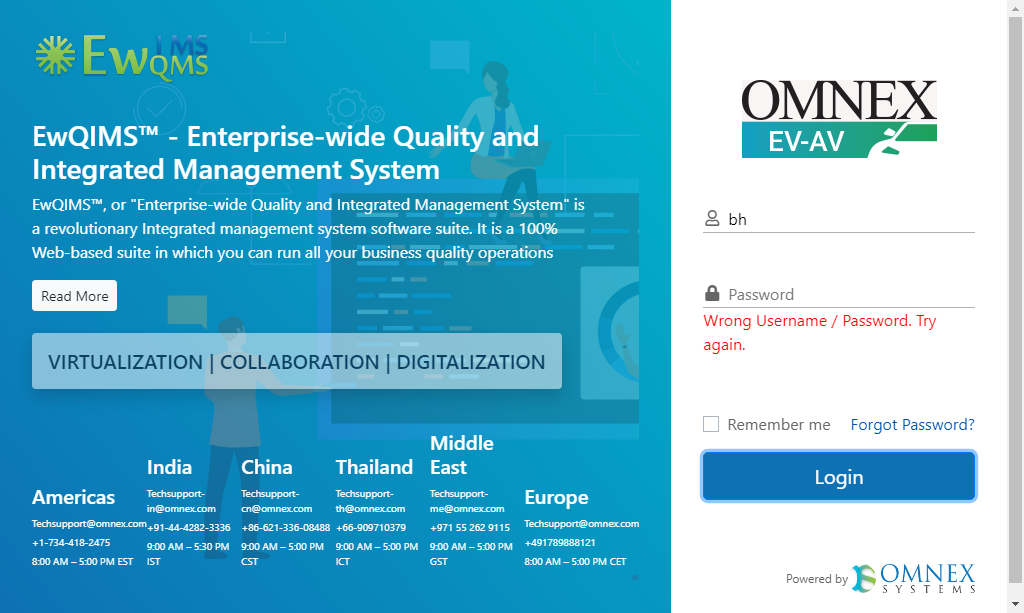 EwIMS
QMS
EwQIMS™ - Enterprise-wide Quality and
Integrated Management System
EwQIMS™, or "Enterprise-wide Quality and Integrated Management System" is
a revolutionary Integrated management system software suite. It is a 100%
Web-based suite in which you can run all your business quality operations
Read More
VIRTUALIZATION | COLLABORATION | DIGITALIZATION
Americas
Techsupport@omnex.com
+1-734-418-2475
8:00 AM – 5:00 PM EST
India
Techsupport-
in@omnex.com
+91-44-4282-3336
9:00 AM – 5:30 PM
IST
China
Techsupport-
cn@omnex.com
+86-621-336-08488
9:00 AM – 5:00 PM
CST
Thailand
Techsupport-
th@omnex.com
+66-909710379
9:00 AM – 5:00 PM
ICT
Middle
East
Techsupport-
me@omnex.com
+971 55 262 9115
9:00 AM – 5:00 PM
GST
Europe
Techsupport@omnex.com
+491789888121
8:00 AM – 5:00 PM CET
OMNEX
EV-AV
bh
Password
Wrong Username / Password. Try
again.
Remember me Forgot Password?
Login
Powered by OMNEX
SYSTEMS